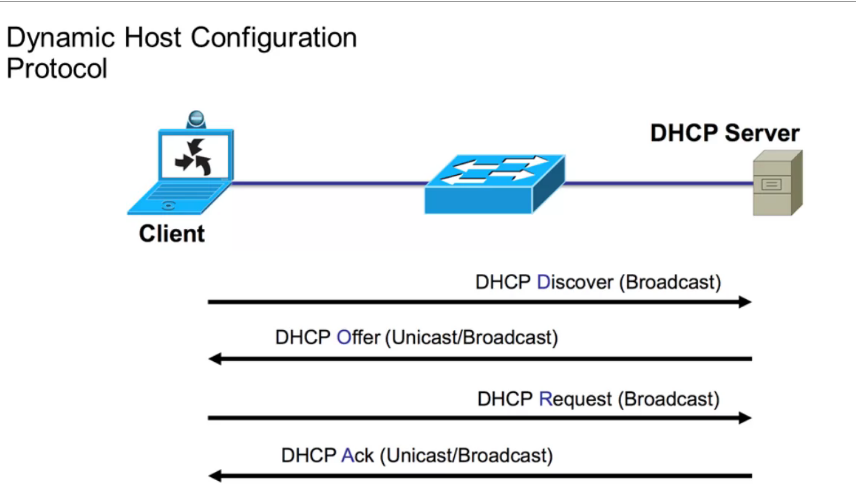 Dynamic Host Configuration
Protocol
DHCP Server
Client
DHCP Discover (Broadcast)
DHCP Offer (Unicast/Broadcast)
DHCP Request (Broadcast)
DHCP Ack (Unicast/Broadcast)